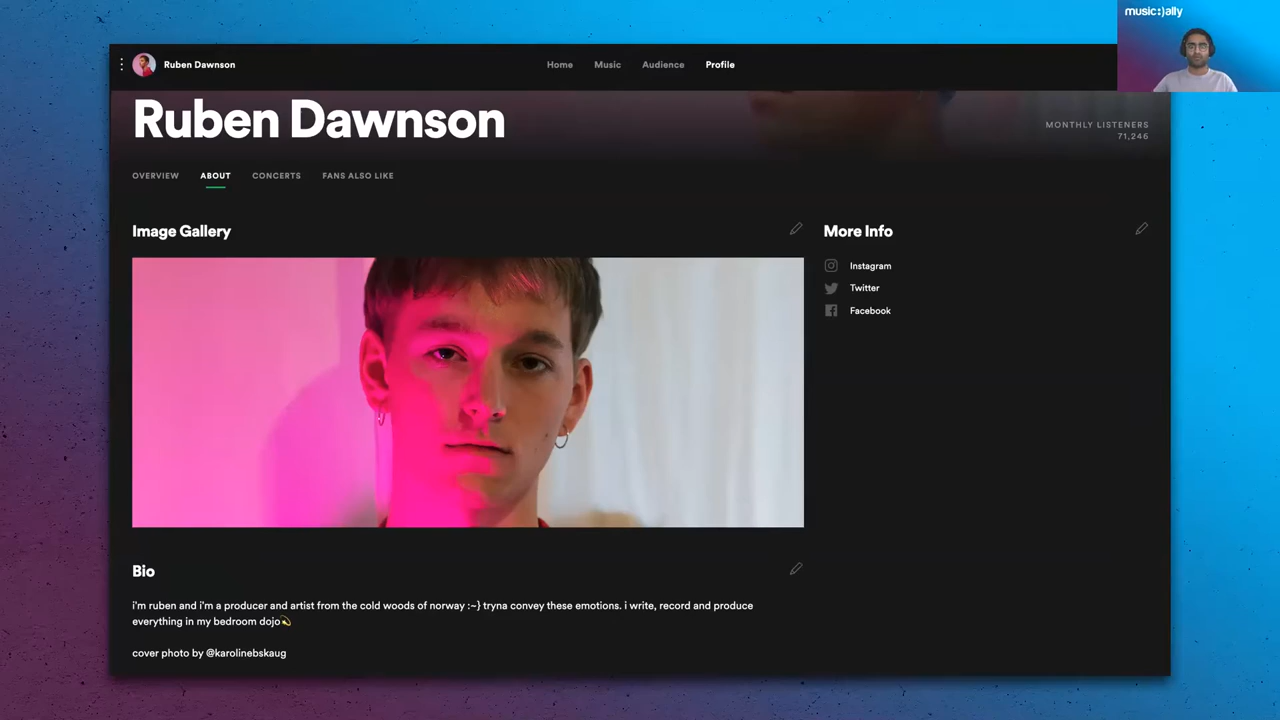 music:)ally
Ruben Dawnson
Home
Music
Audience
Profile
Ruben Dawnson
MONTHLY LISTENERS
71,246
OVERVIEW
ABOUT
CONCERTS
FANS ALSO LIKE
Image Gallery
More Info
Instagram
Twitter
Facebook
Bio
i'm ruben and i'm a producer and artist from the cold woods of norway :~} tryna convey these emotions. i write, record and produce
everything in my bedroom dojo💫
cover photo by @karolinebskaug